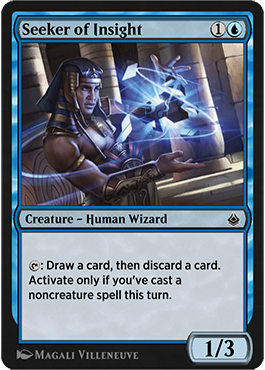 Seeker of Insight 1
Creature – Human Wizard
: Draw a card, then discard a card.
Activate only if you've cast a
noncreature spell this turn.
Magali Villeneuve 1/3